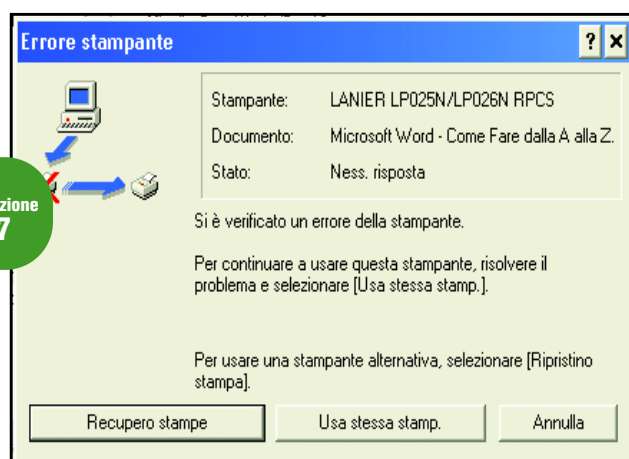 Errore stampante
Stampante: LANIER LP025N/LP026N RPCS
Documento: Microsoft Word - Come Fare dalla A alla Z.
Stato: Ness. risposta
zione
7
Si è verificato un errore della stampante.
Per continuare a usare questa stampante, risolvere il
problema e selezionare [Usa stessa stamp.].
Per usare una stampante alternativa, selezionare [Ripristino
stampa].
Recupero stampe
Usa stessa stamp.
Annulla